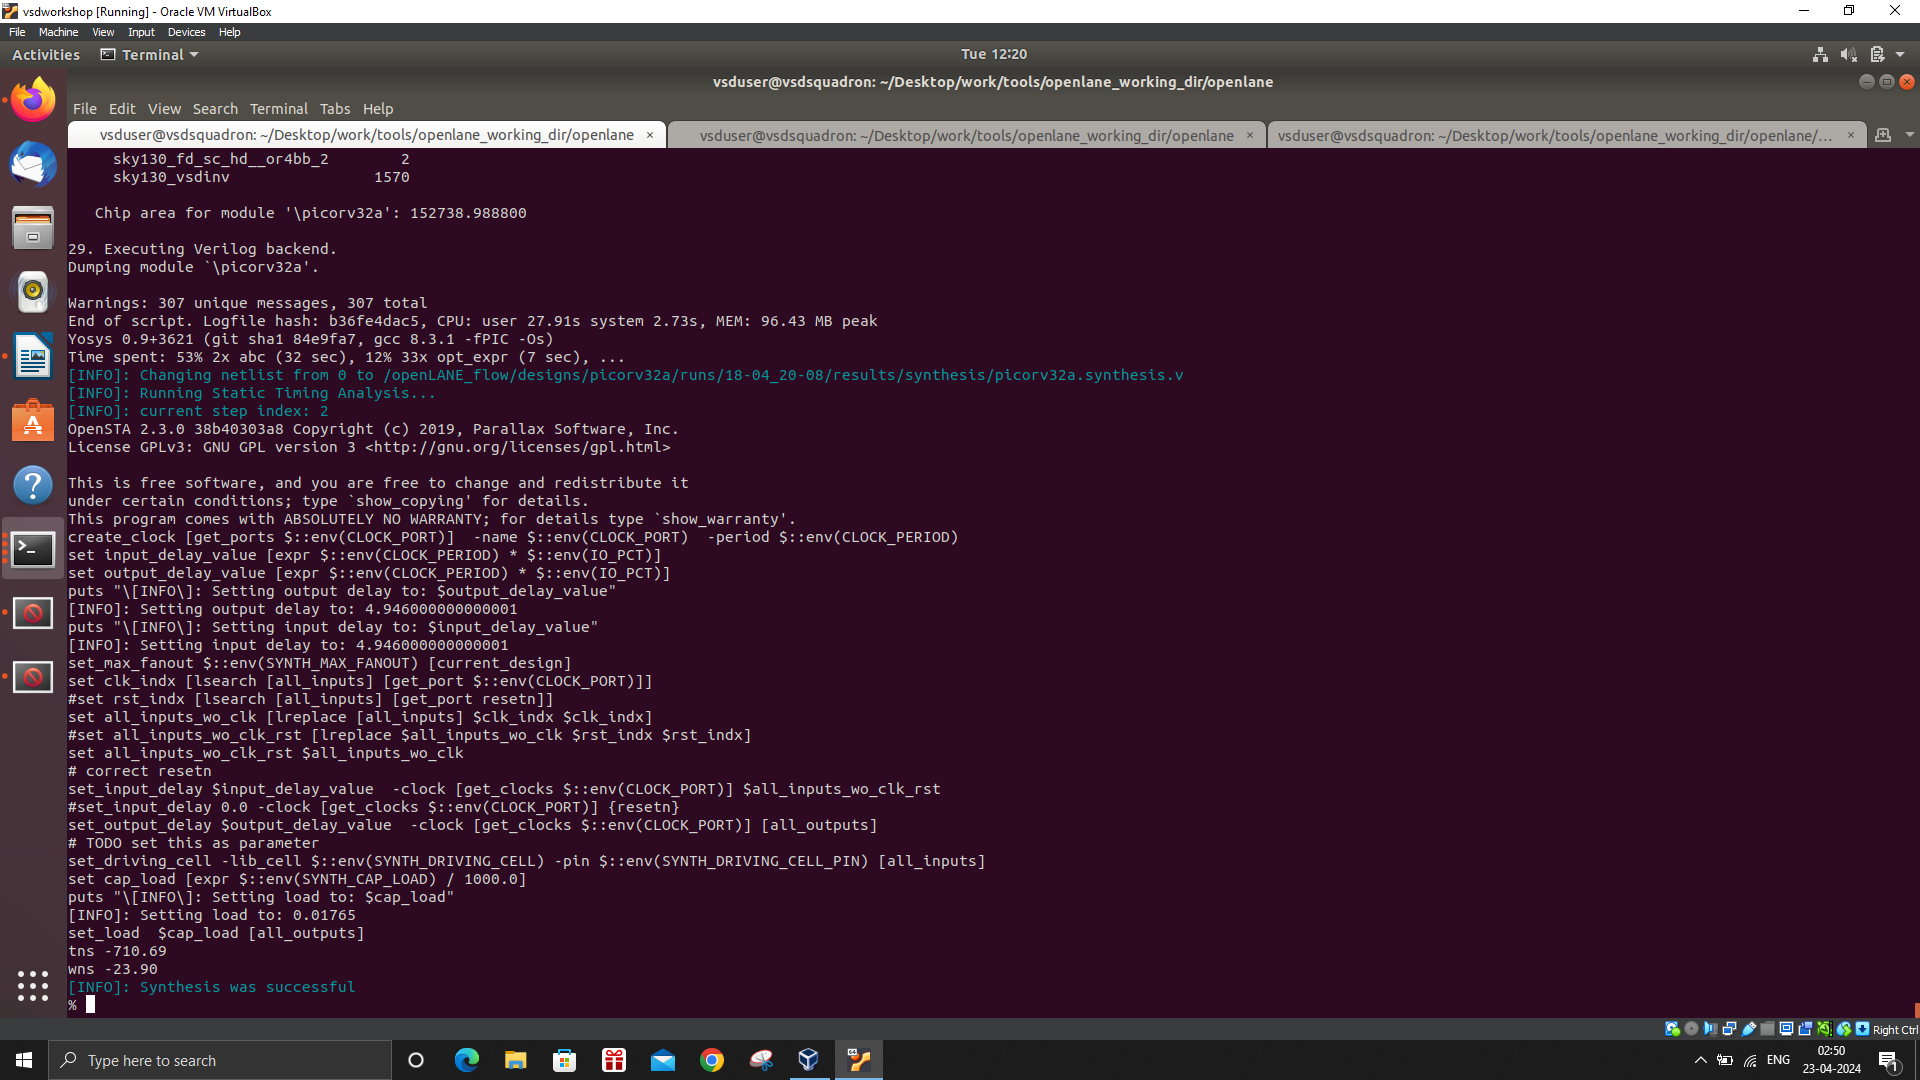 vsdworkshop [Running] - Oracle VM VirtualBox
File Machine View Input Devices Help
Activities Terminal Tue 12:20
vsduser@vsdsquadron: ~/Desktop/work/tools/openlane_working_dir/openlane
File Edit View Search Terminal Tabs Help
vsduser@vsdsquadron: ~/Desktop/work/tools/openlane_working_dir/openlane × vsduser@vsdsquadron: ~/Desktop/work/tools/openlane_working_dir/openlane × vsduser@vsdsquadron: ~/Desktop/work/tools/openlane_working_dir/openlane/... ×
sky130_fd_sc_hd__or4bb_2 2
sky130_vsdinv 1570
Chip area for module '\picorv32a': 152738.988800
29. Executing Verilog backend.
Dumping module `\picorv32a'.
Warnings: 307 unique messages, 307 total
End of script. Logfile hash: b36fe4dac5, CPU: user 27.91s system 2.73s, MEM: 96.43 MB peak
Yosys 0.9+3621 (git sha1 84e9fa7, gcc 8.3.1 -fPIC -Os)
Time spent: 53% 2x abc (32 sec), 12% 33x opt_expr (7 sec), ...
[INFO]: Changing netlist from 0 to /openLANE_flow/designs/picorv32a/runs/18-04_20-08/results/synthesis/picorv32a.synthesis.v
[INFO]: Running Static Timing Analysis...
[INFO]: current step index: 2
OpenSTA 2.3.0 38b40303a8 Copyright (c) 2019, Parallax Software, Inc.
License GPLv3: GNU GPL version 3 <http://gnu.org/licenses/gpl.html>
This is free software, and you are free to change and redistribute it
under certain conditions; type `show_copying' for details.
This program comes with ABSOLUTELY NO WARRANTY; for details type `show_warranty'.
create_clock [get_ports $::env(CLOCK_PORT)]  -name $::env(CLOCK_PORT)  -period $::env(CLOCK_PERIOD)
set input_delay_value [expr $::env(CLOCK_PERIOD) * $::env(IO_PCT)]
set output_delay_value [expr $::env(CLOCK_PERIOD) * $::env(IO_PCT)]
puts "\[INFO\]: Setting output delay to: $output_delay_value"
[INFO]: Setting output delay to: 4.946000000000001
puts "\[INFO\]: Setting input delay to: $input_delay_value"
[INFO]: Setting input delay to: 4.946000000000001
set_max_fanout $::env(SYNTH_MAX_FANOUT) [current_design]
set clk_indx [lsearch [all_inputs] [get_port $::env(CLOCK_PORT)]]
#set rst_indx [lsearch [all_inputs] [get_port resetn]]
set all_inputs_wo_clk [lreplace [all_inputs] $clk_indx $clk_indx]
#set all_inputs_wo_clk_rst [lreplace $all_inputs_wo_clk $rst_indx $rst_indx]
set all_inputs_wo_clk_rst $all_inputs_wo_clk
# correct resetn
set_input_delay $input_delay_value  -clock [get_clocks $::env(CLOCK_PORT)] $all_inputs_wo_clk_rst
#set_input_delay 0.0 -clock [get_clocks $::env(CLOCK_PORT)] {resetn}
set_output_delay $output_delay_value  -clock [get_clocks $::env(CLOCK_PORT)] [all_outputs]
# TODO set this as parameter
set_driving_cell -lib_cell $::env(SYNTH_DRIVING_CELL) -pin $::env(SYNTH_DRIVING_CELL_PIN) [all_inputs]
set cap_load [expr $::env(SYNTH_CAP_LOAD) / 1000.0]
puts "\[INFO\]: Setting load to: $cap_load"
[INFO]: Setting load to: 0.01765
set_load  $cap_load [all_outputs]
tns -710.69
wns -23.90
[INFO]: Synthesis was successful
%
Right Ctrl
Type here to search ENG 02:50
23-04-2024 1